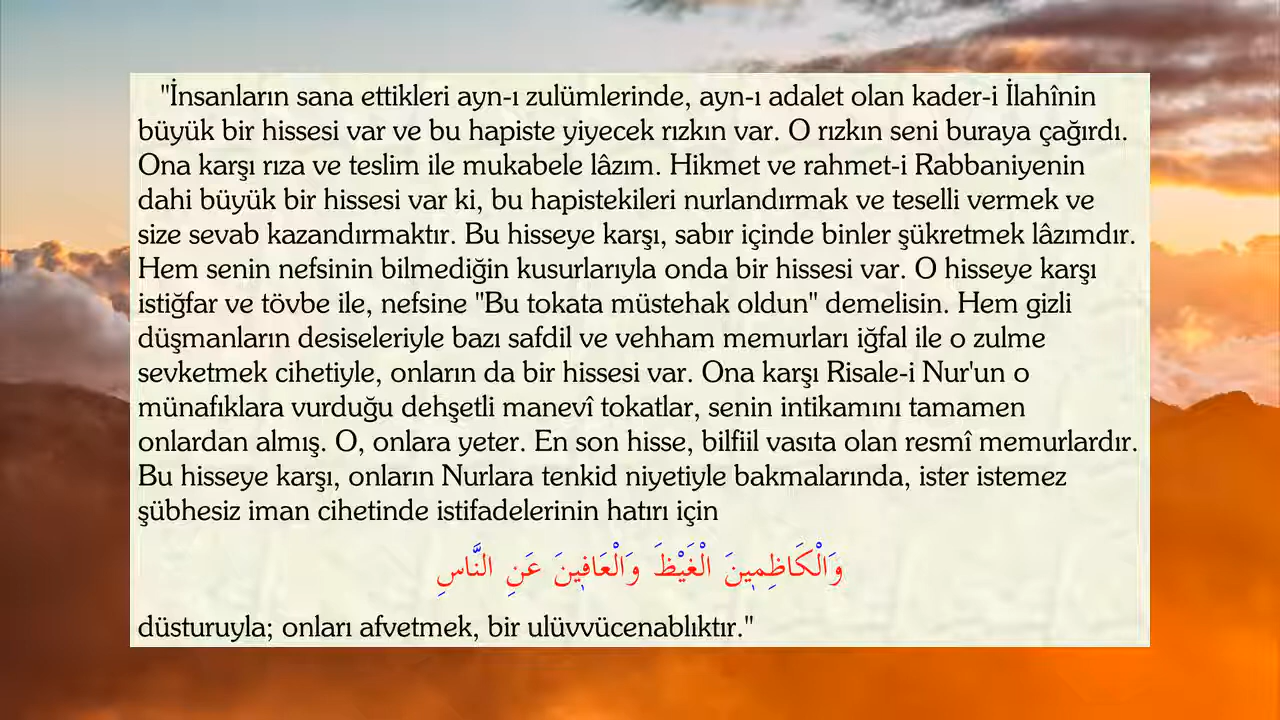 "İnsanların sana ettikleri ayn-ı zulümlerinde, ayn-ı adalet olan kader-i İlahînin
büyük bir hissesi var ve bu hapiste yiyecek rızkın var. O rızkın seni buraya çağırdı.
Ona karşı rıza ve teslim ile mukabele lâzım. Hikmet ve rahmet-i Rabbaniyenin
dahi büyük bir hissesi var ki, bu hapistekileri nurlandırmak ve teselli vermek ve
size sevab kazandırmaktır. Bu hisseye karşı, sabır içinde binler şükretmek lâzımdır.
Hem senin nefsinin bilmediğin kusurlarıyla onda bir hissesi var. O hisseye karşı
istiğfar ve tövbe ile, nefsine "Bu tokata müstehak oldun" demelisin. Hem gizli
düşmanların desiseleriyle bazı safdil ve vehham memurları iğfal ile o zulme
sevketmek cihetiyle, onların da bir hissesi var. Ona karşı Risale-i Nur'un o
münafıklara vurduğu dehşetli manevî tokatlar, senin intikamını tamamen
onlardan almış. O, onlara yeter. En son hisse, bilfiil vasıta olan resmî memurlardır.
Bu hisseye karşı, onların Nurlara tenkid niyetiyle bakmalarında, ister istemez
şübhesiz iman cihetinde istifadelerinin hatırı için
وَالْكَاظِمِينَ الْغَيْظَ وَالْعَافِينَ عَنِ النَّاسِ
düsturuyla; onları afvetmek, bir ulüvvücenablıktır."